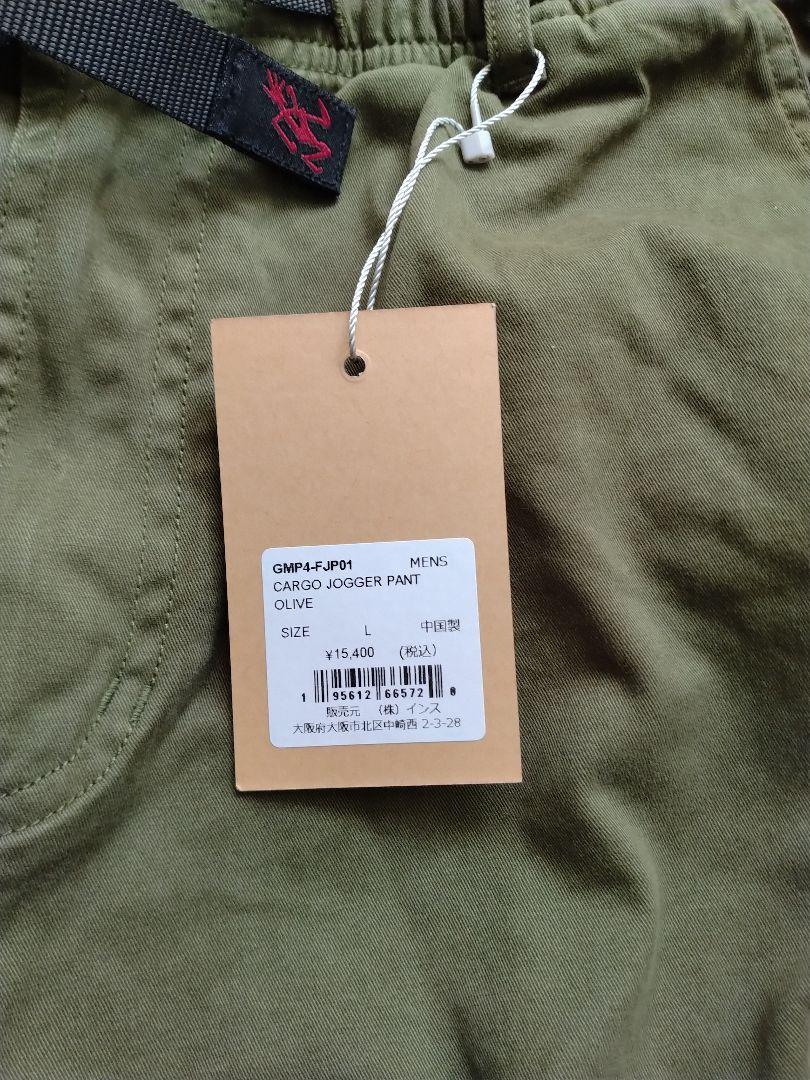 GMP4-FJP01 MENS
CARGO JOGGER PANT
OLIVE
SIZE L 中国製
¥15,400 (税込)
1 95612 66572 8
販売元 (株)インス
大阪府大阪市北区中崎西 2-3-28